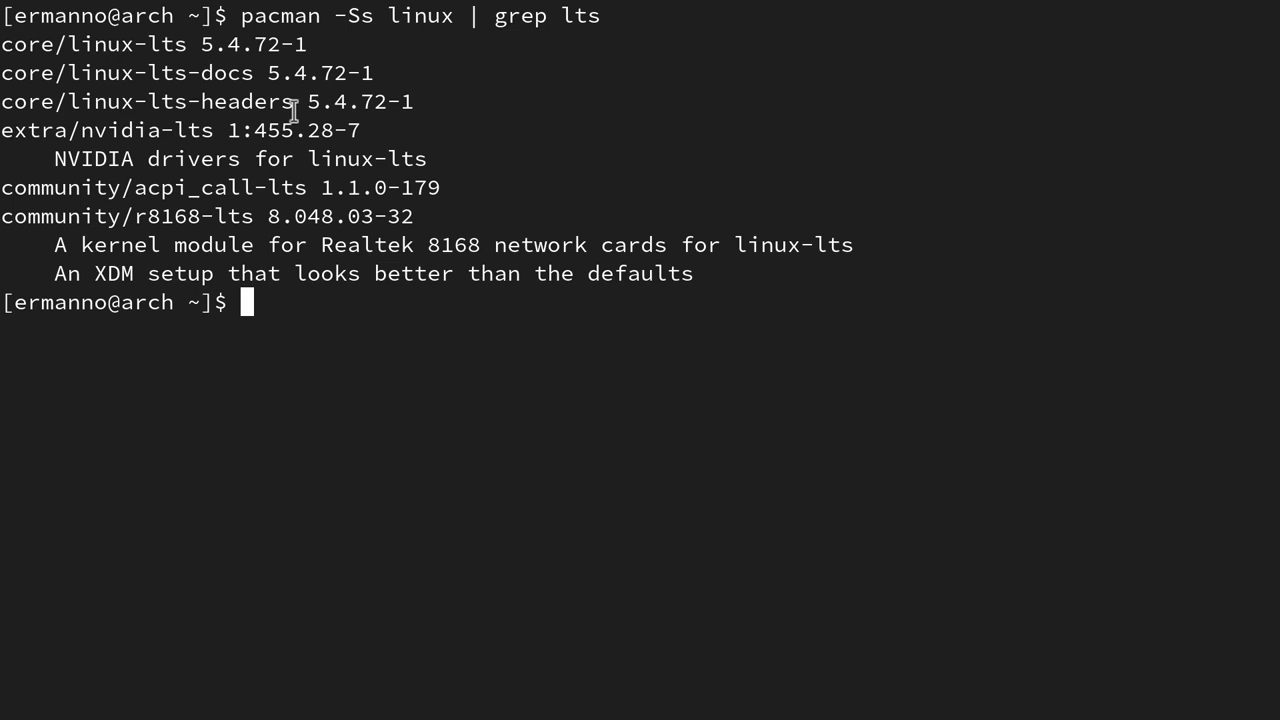 [ermanno@arch ~]$ pacman -Ss linux | grep lts
core/linux-lts 5.4.72-1
core/linux-lts-docs 5.4.72-1
core/linux-lts-headers 5.4.72-1
extra/nvidia-lts 1:455.28-7
    NVIDIA drivers for linux-lts
community/acpi_call-lts 1.1.0-179
community/r8168-lts 8.048.03-32
    A kernel module for Realtek 8168 network cards for linux-lts
    An XDM setup that looks better than the defaults
[ermanno@arch ~]$